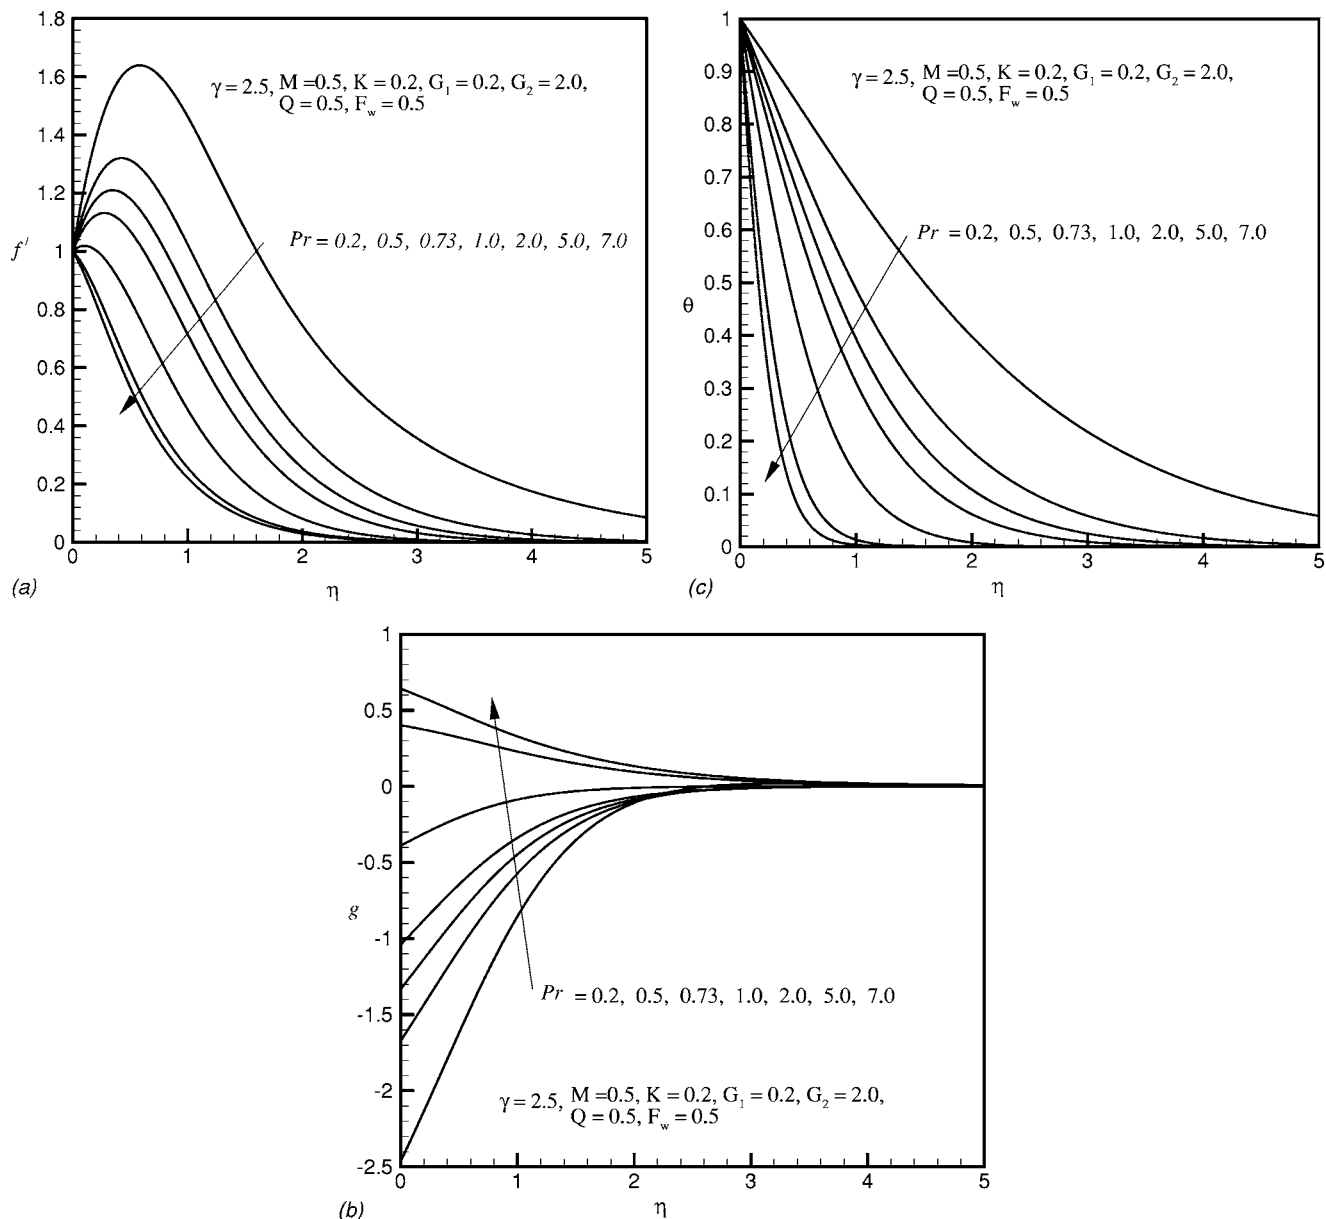 1.8
1.6
1.4
1.2
1
0.8
0.6
0.4
0.2
0
f′
γ = 2.5, M = 0.5, K = 0.2, G₁ = 0.2, G₂ = 2.0,
Q = 0.5, F_w = 0.5
Pr = 0.2, 0.5, 0.73, 1.0, 2.0, 5.0, 7.0
0 1 2 3 4 5
(a)
η
1
0.9
0.8
0.7
0.6
0.5
0.4
0.3
0.2
0.1
0
θ
γ = 2.5, M = 0.5, K = 0.2, G₁ = 0.2, G₂ = 2.0,
Q = 0.5, F_w = 0.5
Pr = 0.2, 0.5, 0.73, 1.0, 2.0, 5.0, 7.0
0 1 2 3 4 5
(c)
η
1
0.5
0
-0.5
-1
-1.5
-2
-2.5
g
Pr = 0.2, 0.5, 0.73, 1.0, 2.0, 5.0, 7.0
γ = 2.5, M = 0.5, K = 0.2, G₁ = 0.2, G₂ = 2.0,
Q = 0.5, F_w = 0.5
0 1 2 3 4 5
(b)
η